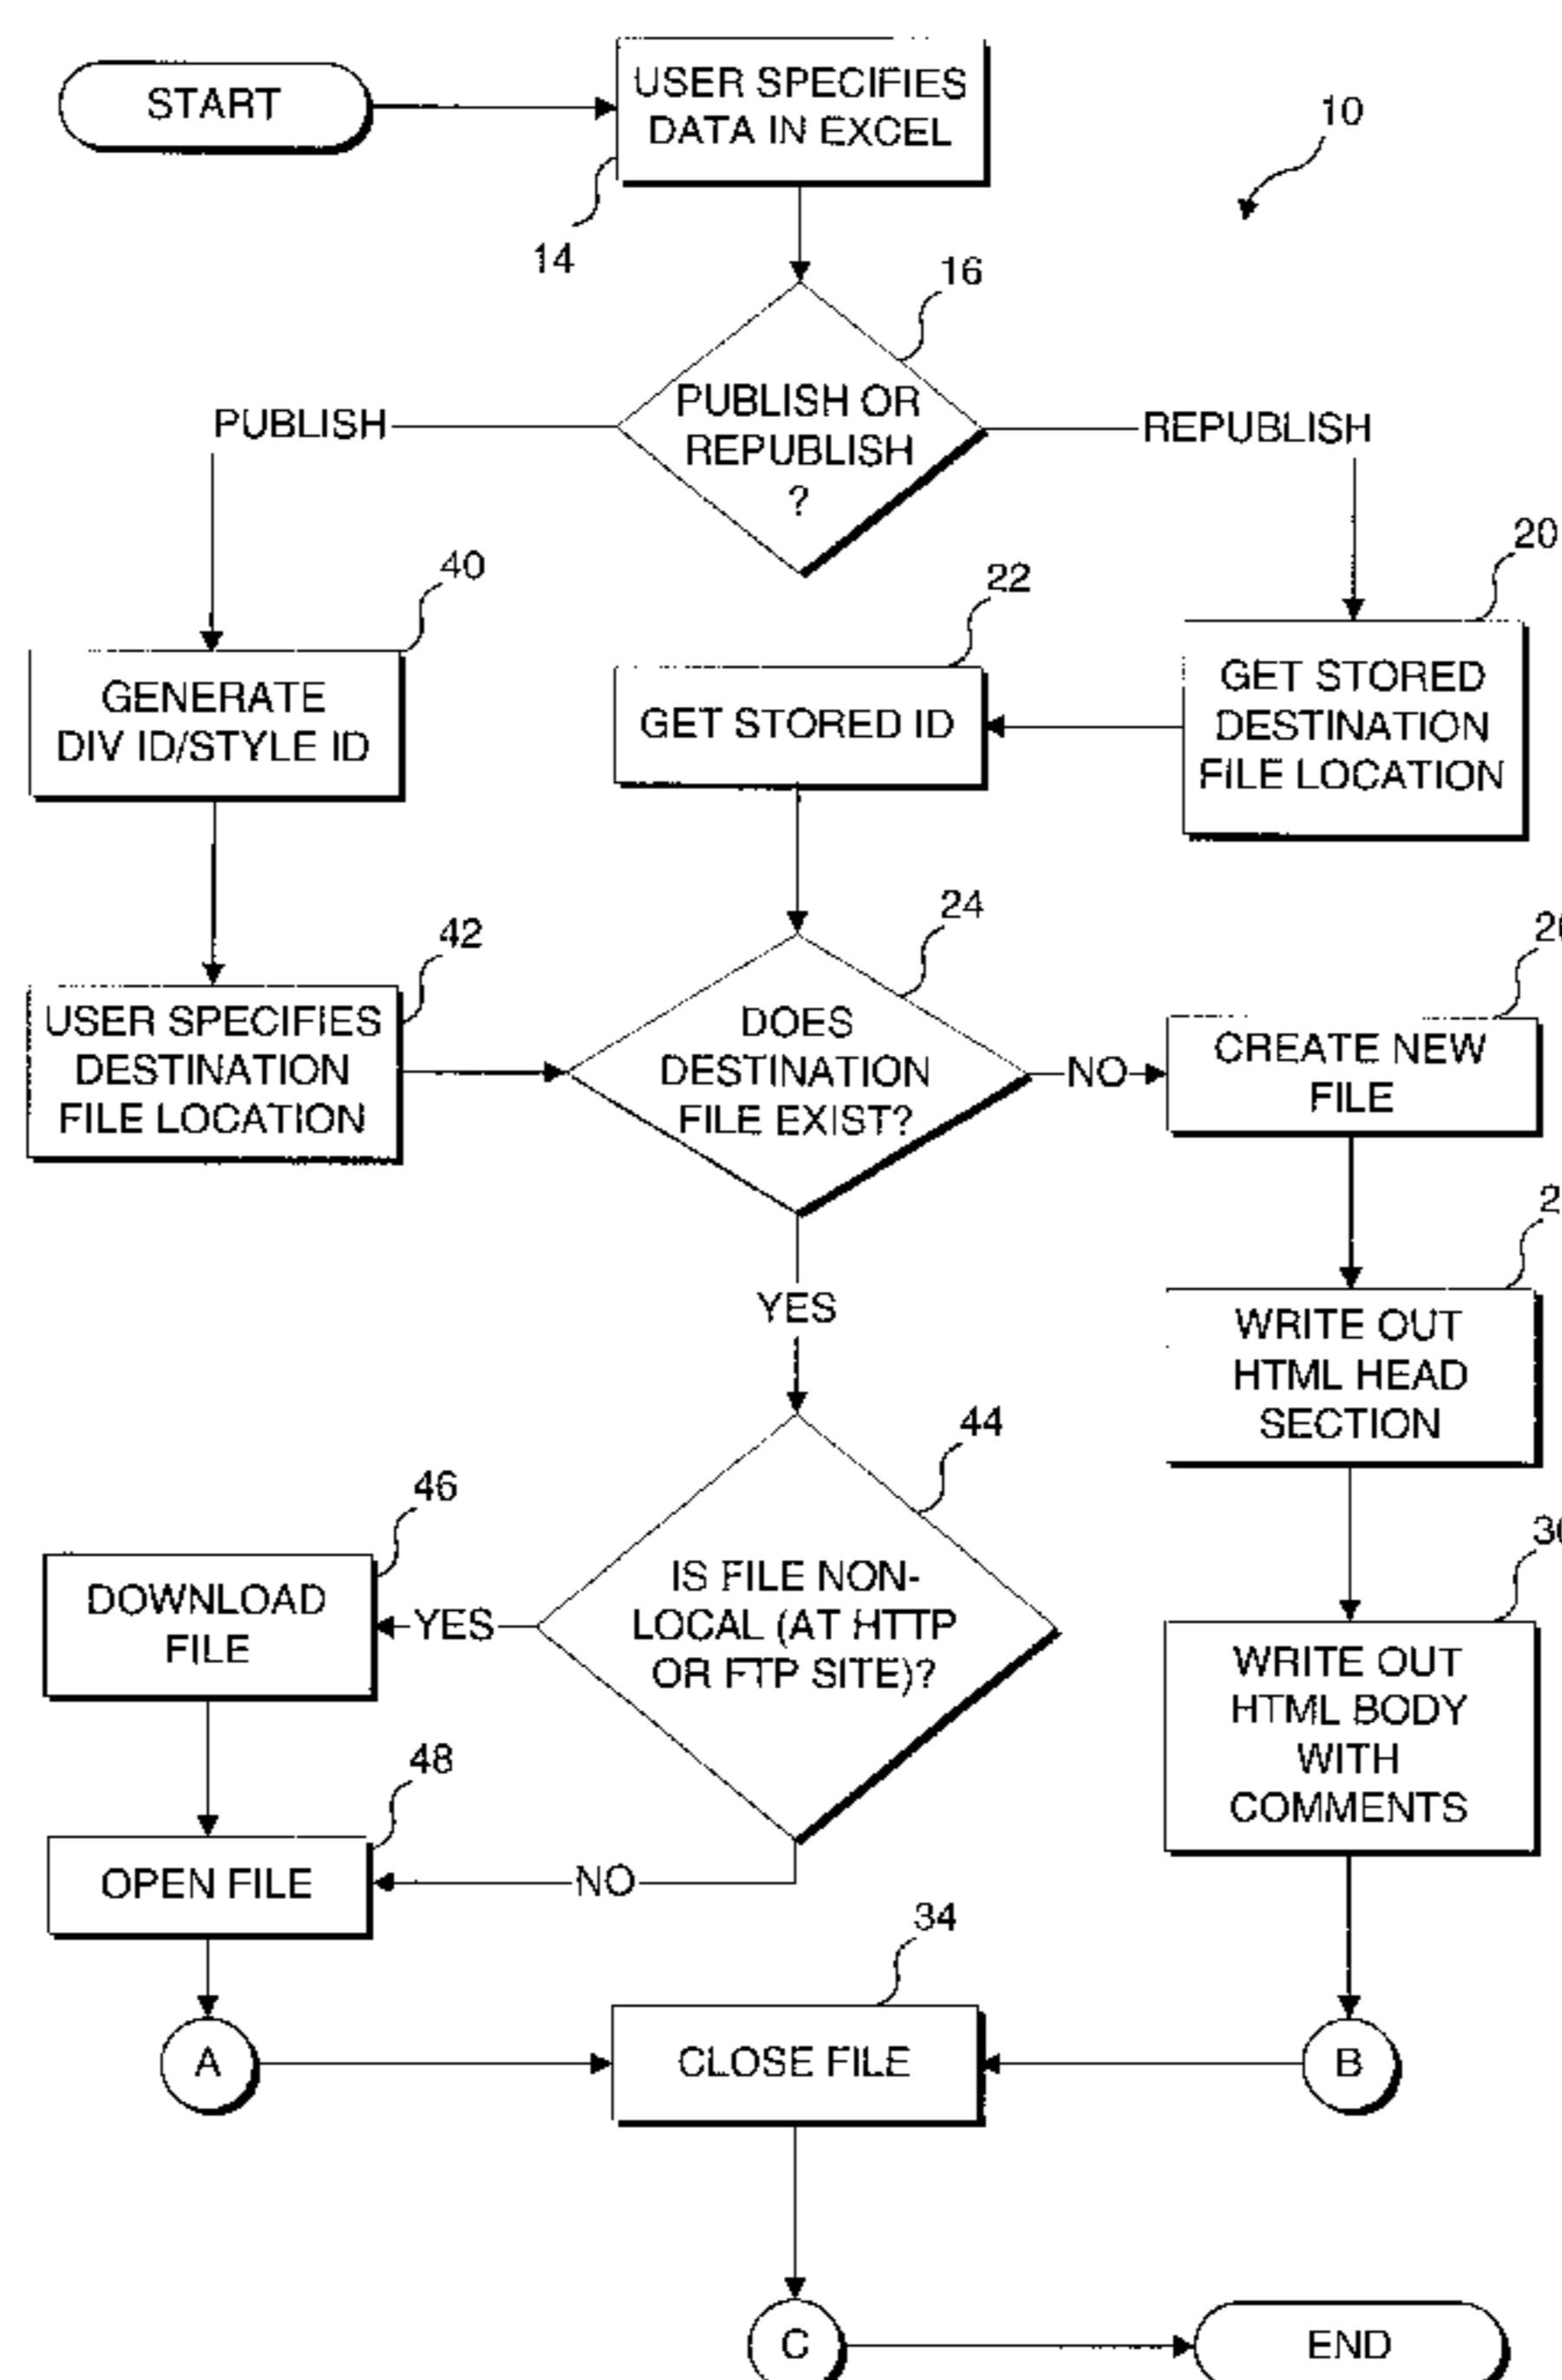 START
USER SPECIFIES
DATA IN EXCEL
10
14
16
PUBLISH OR
REPUBLISH
?
PUBLISH
REPUBLISH
40
22
20
GENERATE
DIV ID/STYLE ID
GET STORED ID
GET STORED
DESTINATION
FILE LOCATION
42
24
USER SPECIFIES
DESTINATION
FILE LOCATION
DOES
DESTINATION
FILE EXIST?
NO
CREATE NEW
FILE
YES
WRITE OUT
HTML HEAD
SECTION
46
44
DOWNLOAD
FILE
YES
IS FILE NON-
LOCAL (AT HTTP
OR FTP SITE)?
WRITE OUT
HTML BODY
WITH
COMMENTS
48
OPEN FILE
NO
34
A
CLOSE FILE
B
C
END